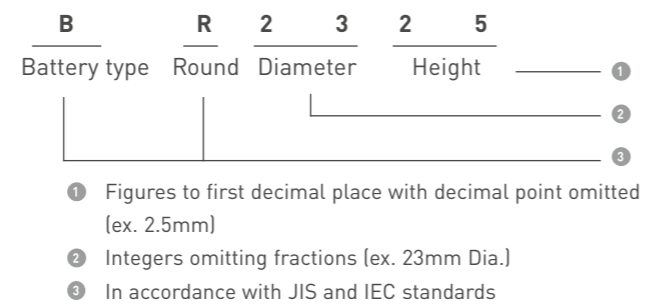 B R 2 3 2 5
Battery type Round Diameter Height 1
2
3
1 Figures to first decimal place with decimal point omitted
(ex. 2.5mm)
2 Integers omitting fractions (ex. 23mm Dia.)
3 In accordance with JIS and IEC standards